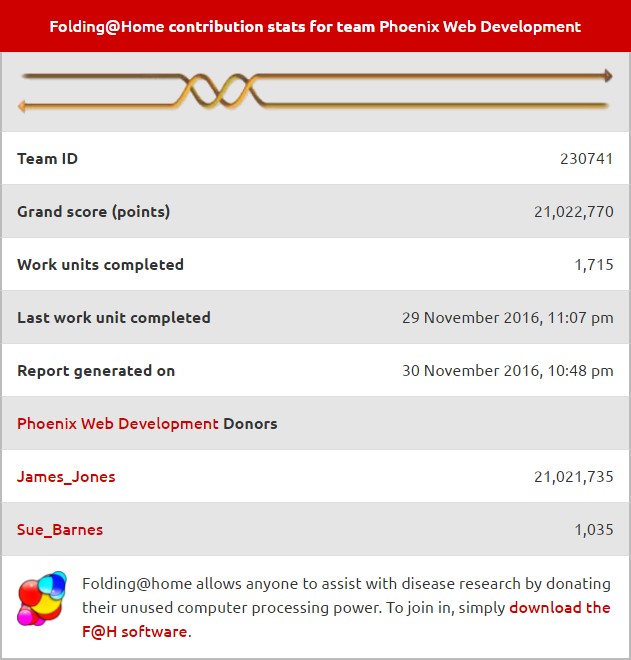 Folding@Home contribution stats for team Phoenix Web Development
Team ID 230741
Grand score (points) 21,022,770
Work units completed 1,715
Last work unit completed 29 November 2016, 11:07 pm
Report generated on 30 November 2016, 10:48 pm
Phoenix Web Development Donors
James_Jones 21,021,735
Sue_Barnes 1,035
Folding@home allows anyone to assist with disease research by donating
their unused computer processing power. To join in, simply download the
F@H software.